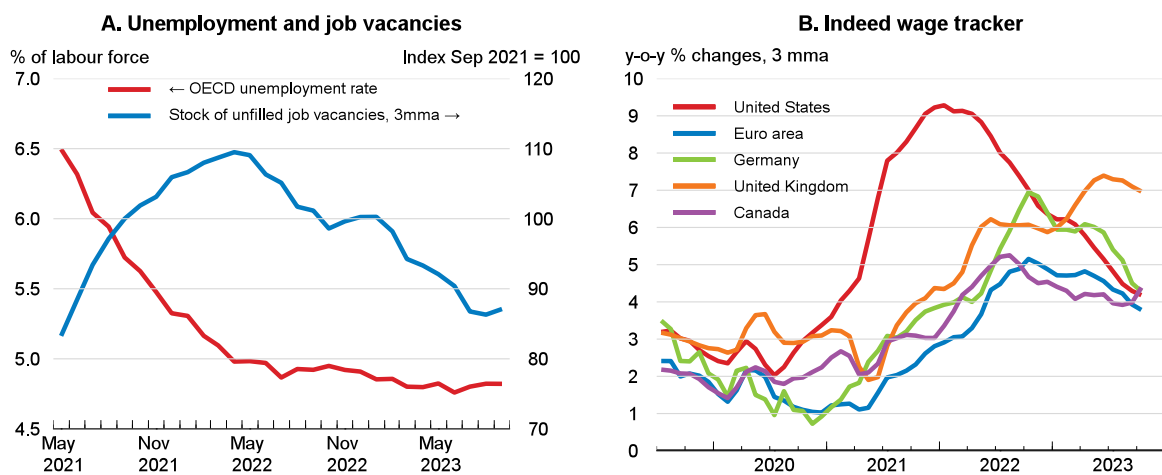 A. Unemployment and job vacancies
% of labour force
Index Sep 2021 = 100
7.0
120
← OECD unemployment rate
Stock of unfilled job vacancies, 3mma →
6.5
110
6.0
100
5.5
90
5.0
80
4.5
70
May
2021
Nov
2021
May
2022
Nov
2022
May
2023
B. Indeed wage tracker
y-o-y % changes, 3 mma
10
9
8
7
6
5
4
3
2
1
0
United States
Euro area
Germany
United Kingdom
Canada
2020
2021
2022
2023